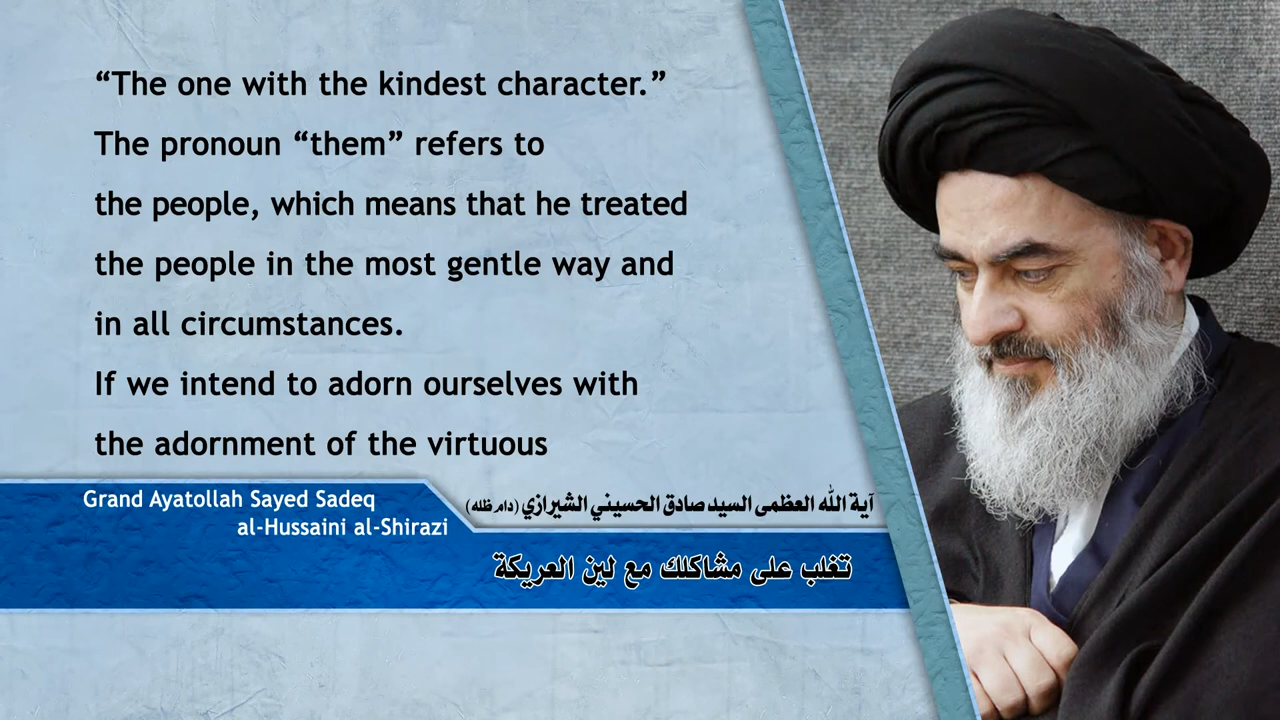 “The one with the kindest character.”
The pronoun “them” refers to
the people, which means that he treated
the people in the most gentle way and
in all circumstances.
If we intend to adorn ourselves with
the adornment of the virtuous
Grand Ayatollah Sayed Sadeq
al-Hussaini al-Shirazi
آية الله العظمى السيد صادق الحسيني الشيرازي (دام ظله)
تغلب على مشاكلك مع لين العريكة